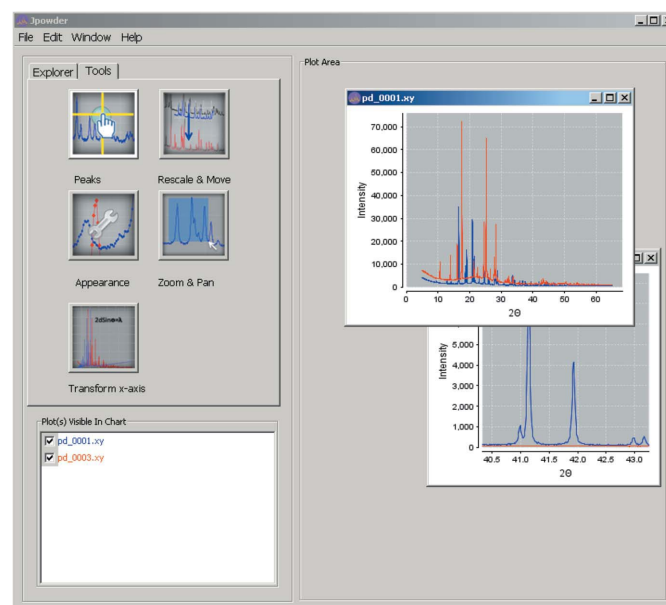 Jpowder
File Edit Window Help
Explorer Tools
Peaks Rescale & Move
Appearance Zoom & Pan
2dSinθ=λ
Transform x-axis
Plot(s) Visible In Chart
pd_0001.xy
pd_0003.xy
Plot Area
pd_0001.xy
70,000
60,000
50,000
40,000
30,000
20,000
10,000
0
Intensity
0 10 20 30 40 50 60
2Θ
5,000
4,000
3,000
2,000
1,000
0
Intensity
40.5 41.0 41.5 42.0 42.5 43.0
2Θ